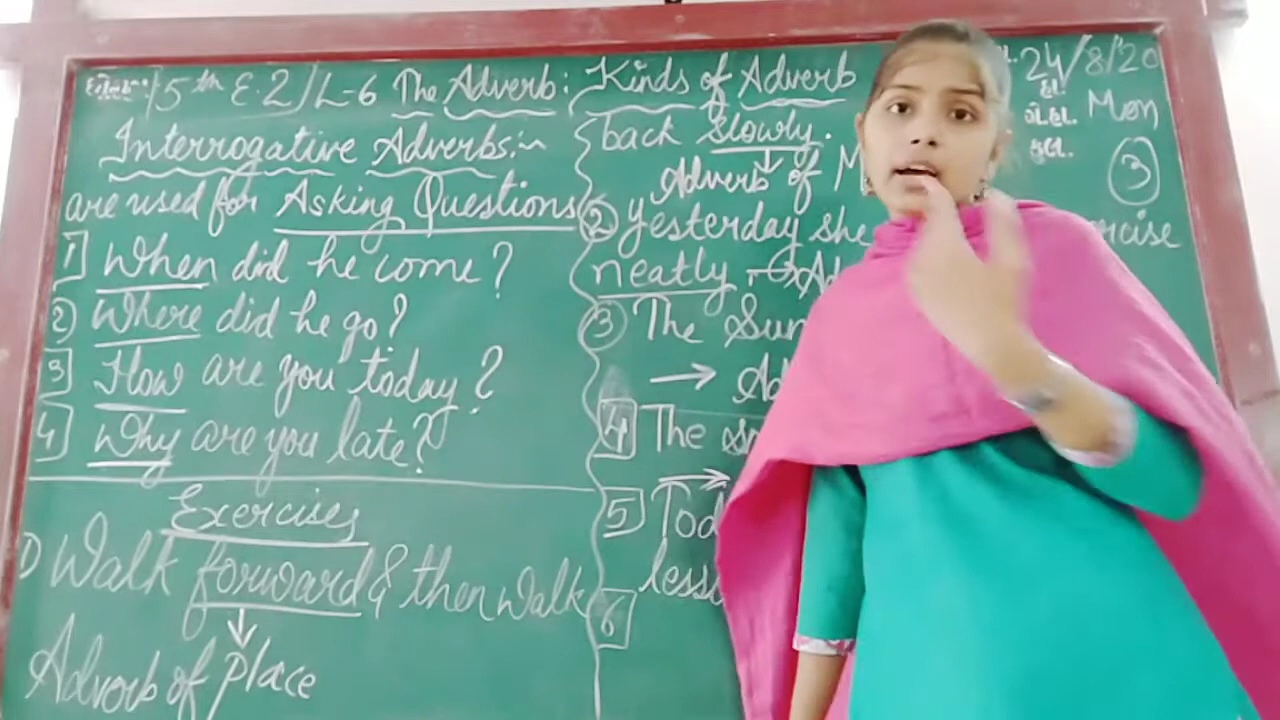 5th E.2 / L-6 The Adverb : Kinds of Adverb
24/8/20
Mon
3
Interrogative Adverbs:~
are used for Asking Questions
1 When did he come?
2) Where did he go?
3 How are you today?
4 Why are you late?
Exercises
1) Walk forward & then walk
Adverb of place
back slowly.
Adverb of M
2 yesterday she
neatly → Ad
3 The Sun
→ Ad
4 The
→
5 Tod
less
6